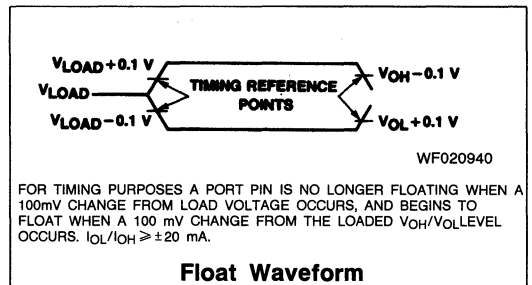 VLOAD+0.1 V
VLOAD
VLOAD−0.1 V
TIMING REFERENCE
POINTS
VOH−0.1 V
VOL+0.1 V
WF020940
FOR TIMING PURPOSES A PORT PIN IS NO LONGER FLOATING WHEN A
100mV CHANGE FROM LOAD VOLTAGE OCCURS, AND BEGINS TO
FLOAT WHEN A 100 mV CHANGE FROM THE LOADED VOH/VOLLEVEL
OCCURS. IOL/IOH ≥ ±20 mA.
Float Waveform